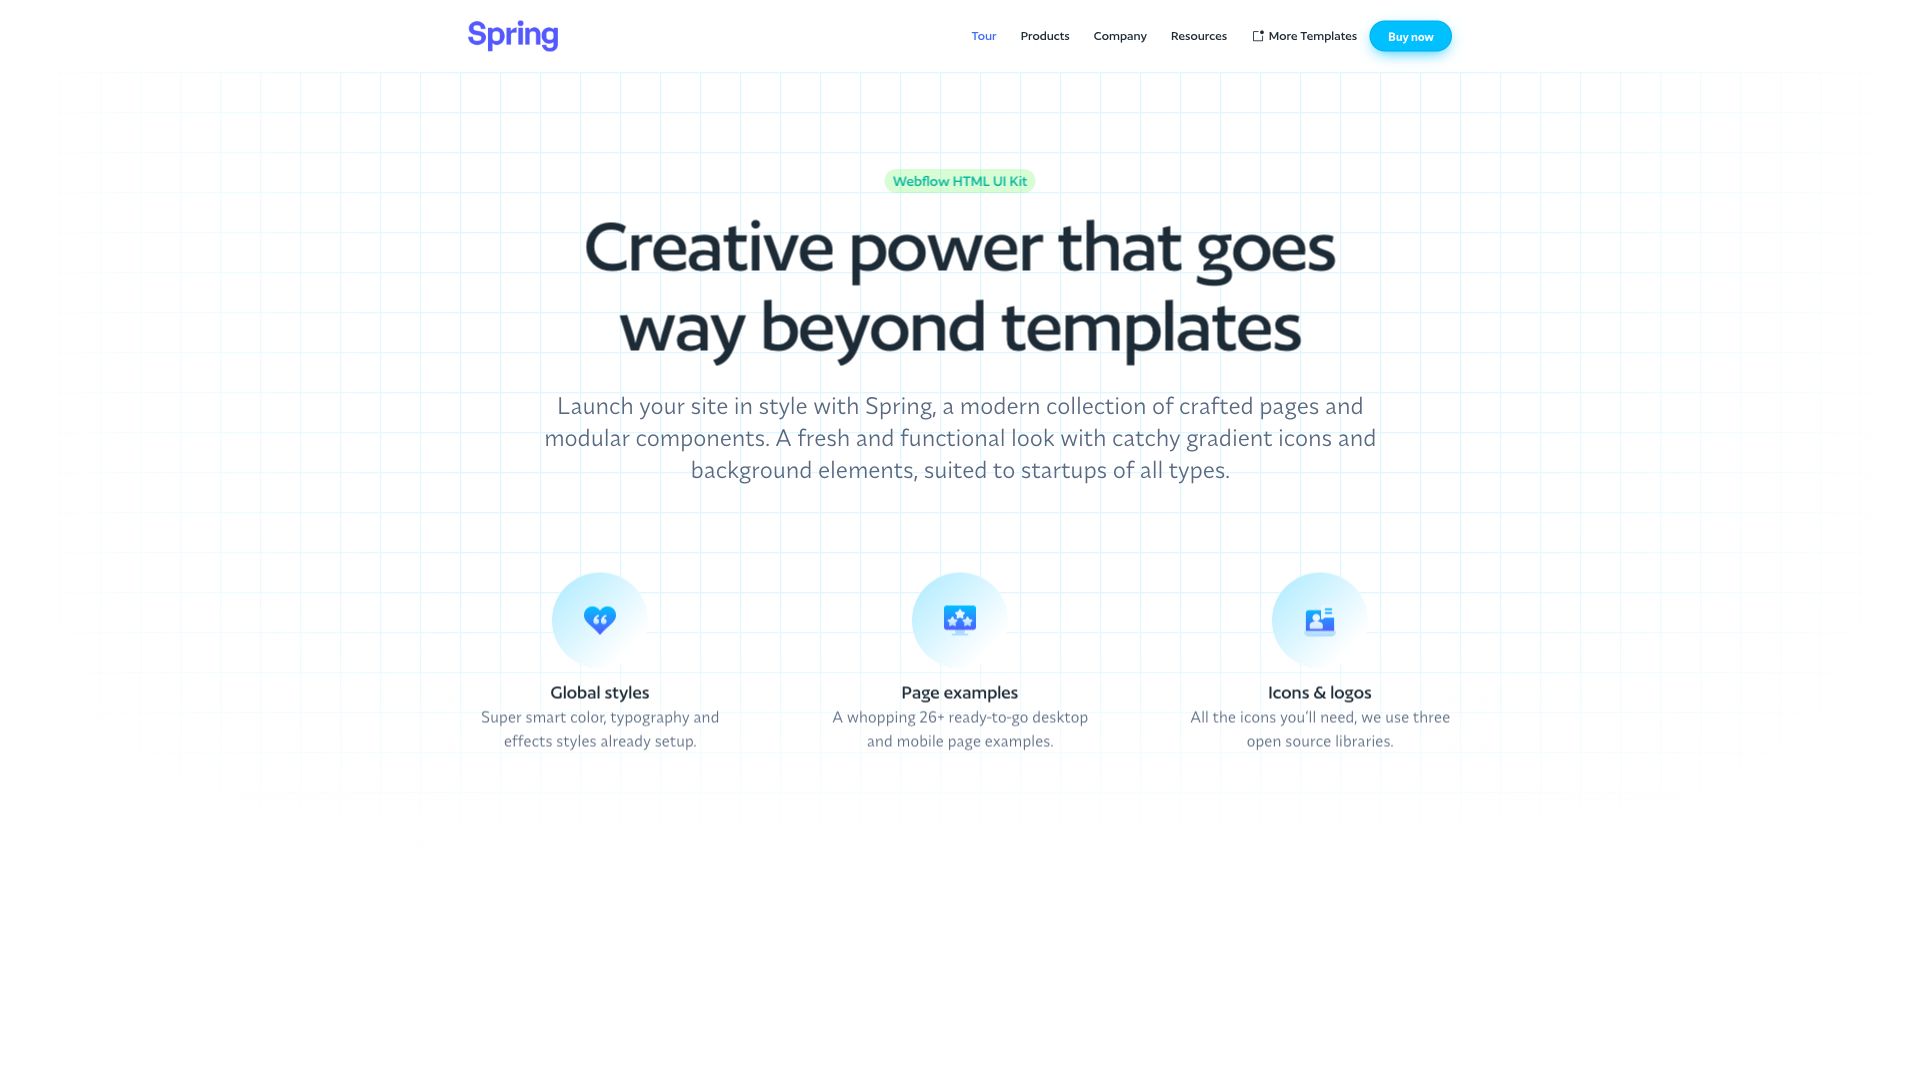 Spring
Tour
Products
Company
Resources
More Templates
Buy now
Webflow HTML UI Kit
Creative power that goes
way beyond templates
Launch your site in style with Spring, a modern collection of crafted pages and
modular components. A fresh and functional look with catchy gradient icons and
background elements, suited to startups of all types.
Global styles
Super smart color, typography and
effects styles already setup.
Page examples
A whopping 26+ ready-to-go desktop
and mobile page examples.
Icons & logos
All the icons you’ll need, we use three
open source libraries.